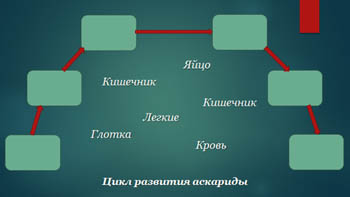 Яйцо
Кишечник
Кишечник
Легкие
Глотка
Кровь
Цикл развития аскариды